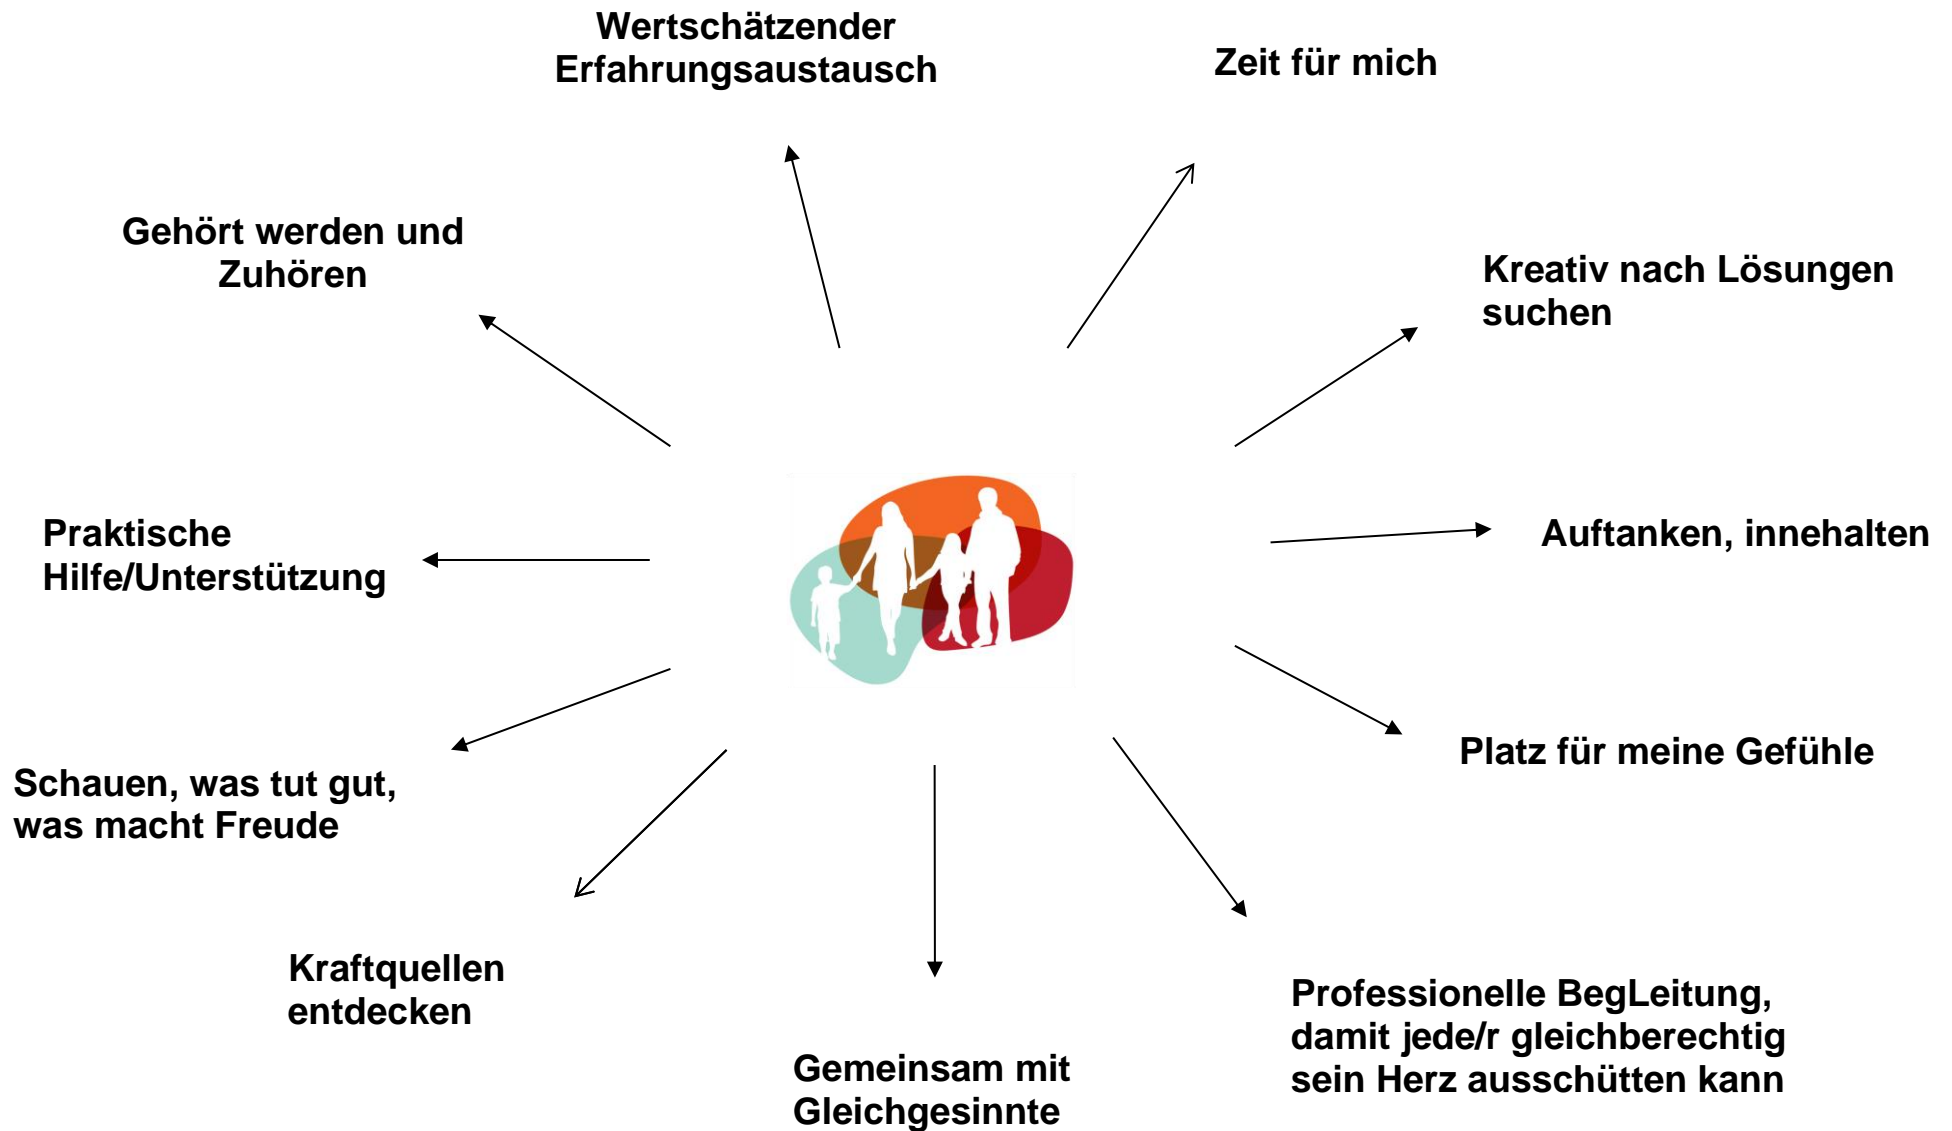 Wertschätzender
Erfahrungsaustausch
Zeit für mich
Gehört werden und
Zuhören
Kreativ nach Lösungen
suchen
Praktische
Hilfe/Unterstützung
Auftanken, innehalten
Schauen, was tut gut,
was macht Freude
Platz für meine Gefühle
Kraftquellen
entdecken
Gemeinsam mit
Gleichgesinnte
Professionelle BegLeitung,
damit jede/r gleichberechtig
sein Herz ausschütten kann